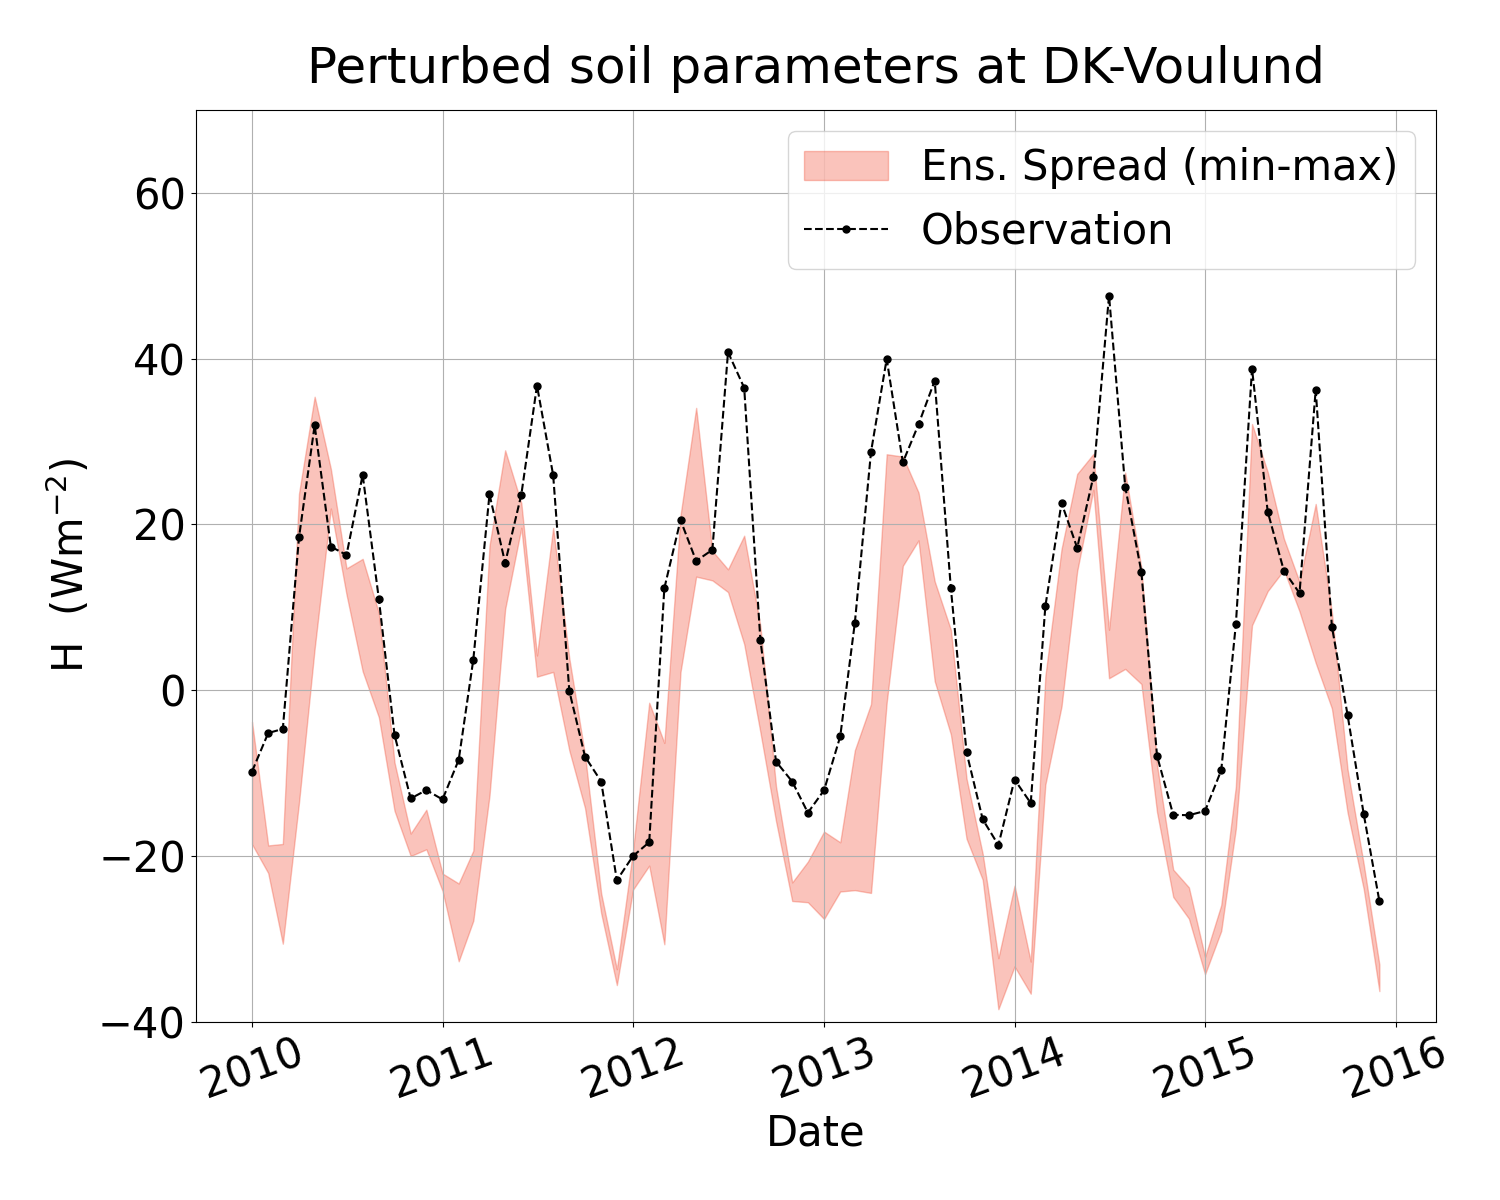 Perturbed soil parameters at DK-Voulund
Ens. Spread (min-max)
Observation
H (Wm⁻²)
60
40
20
0
−20
−40
2010
2011
2012
2013
2014
2015
2016
Date